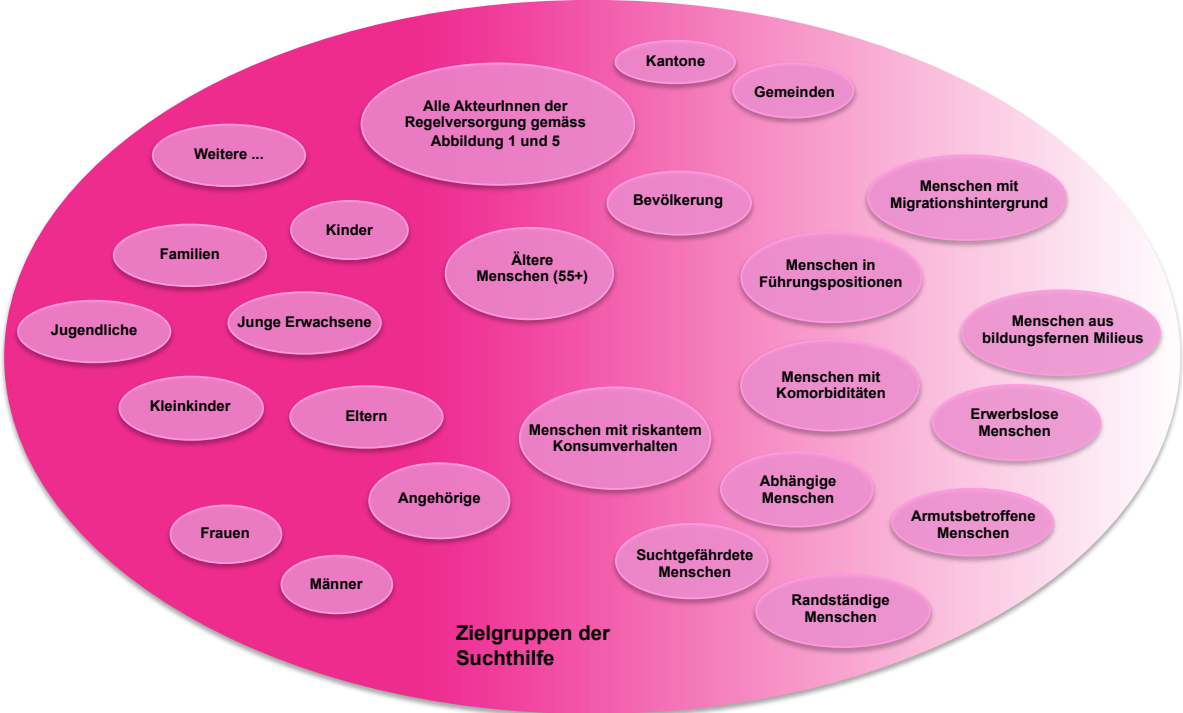 Kantone
Gemeinden
Alle AkteurInnen der
Regelversorgung gemäss
Abbildung 1 und 5
Weitere ...
Menschen mit
Migrationshintergrund
Bevölkerung
Kinder
Familien
Ältere
Menschen (55+)
Menschen in
Führungspositionen
Jugendliche
Junge Erwachsene
Menschen aus
bildungsfernen Milieus
Menschen mit
Komorbiditäten
Kleinkinder
Eltern
Erwerbslose
Menschen
Menschen mit riskantem
Konsumverhalten
Abhängige
Menschen
Angehörige
Armutsbetroffene
Menschen
Frauen
Suchtgefährdete
Menschen
Männer
Randständige
Menschen
Zielgruppen der
Suchthilfe